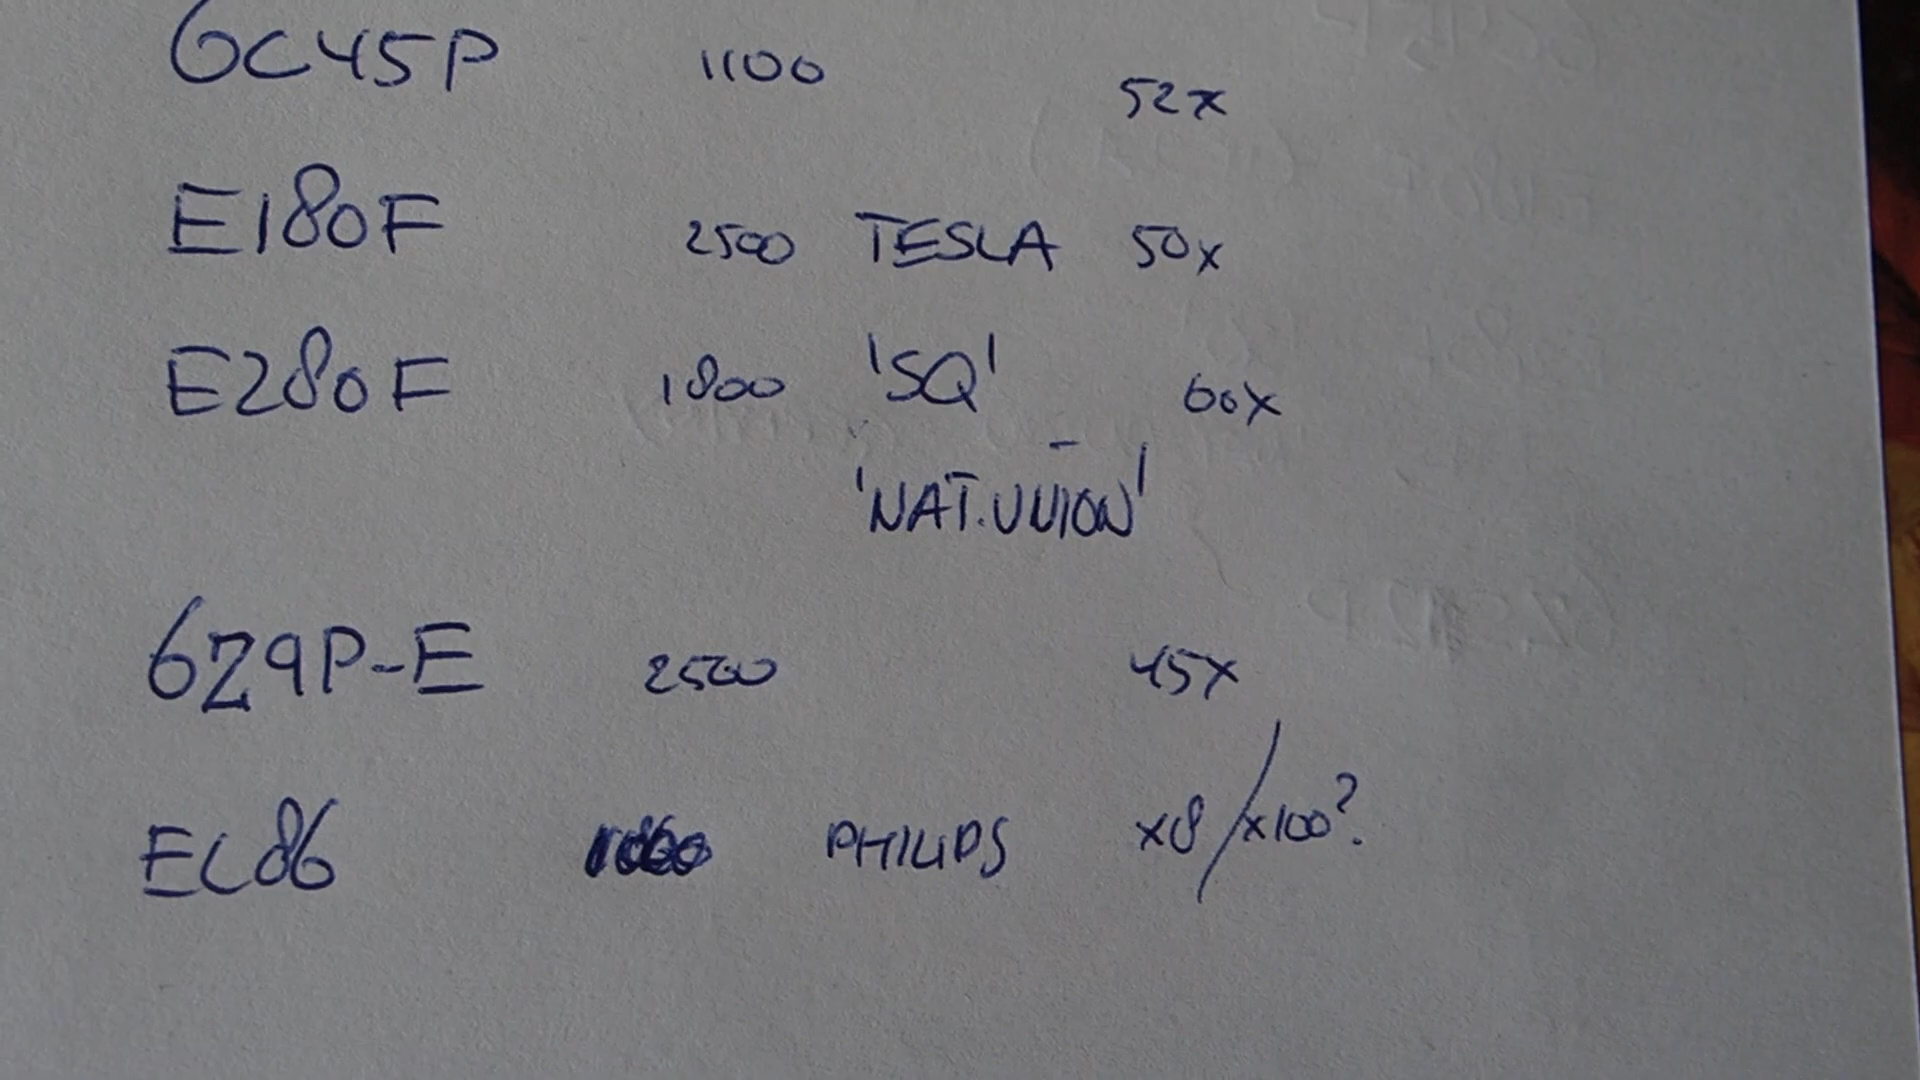 6C45P 1100 52x
E180F 2500 TESLA 50x
E280F 1800 'SQ' 60x
'NAT.UNION'
6Z9P-E 2500 45x
EC86 PHILIPS x8/x100?